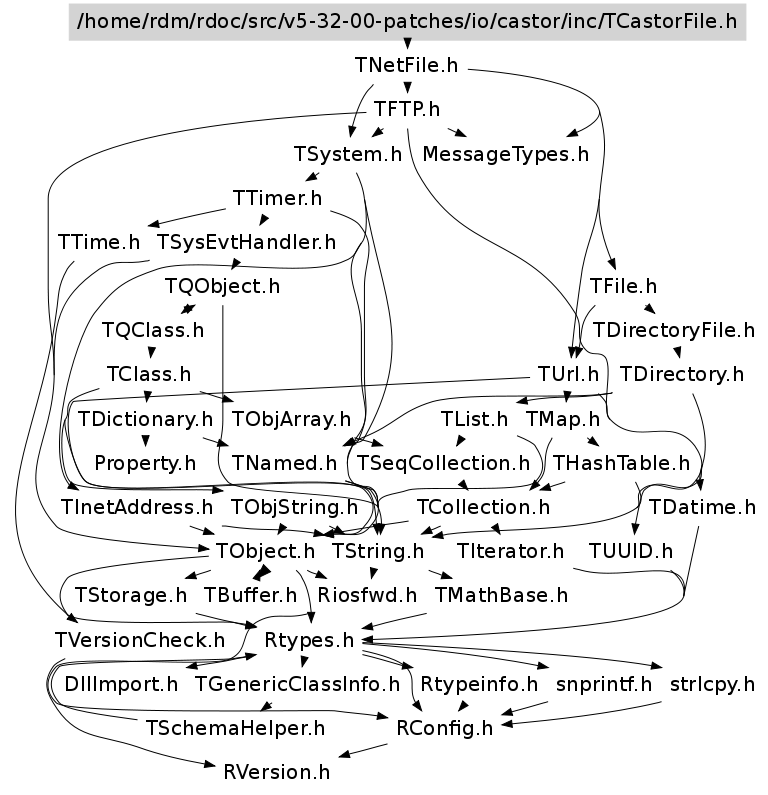 /home/rdm/rdoc/src/v5-32-00-patches/io/castor/inc/TCastorFile.h
TNetFile.h
TFTP.h
TSystem.h
MessageTypes.h
TTimer.h
TTime.h
TSysEvtHandler.h
TQObject.h
TFile.h
TQClass.h
TDirectoryFile.h
TClass.h
TUrl.h
TDirectory.h
TDictionary.h
TObjArray.h
TList.h
TMap.h
Property.h
TNamed.h
TSeqCollection.h
THashTable.h
TInetAddress.h
TObjString.h
TCollection.h
TDatime.h
TObject.h
TString.h
TIterator.h
TUUID.h
TStorage.h
TBuffer.h
Riosfwd.h
TMathBase.h
TVersionCheck.h
Rtypes.h
DllImport.h
TGenericClassInfo.h
Rtypeinfo.h
snprintf.h
strlcpy.h
TSchemaHelper.h
RConfig.h
RVersion.h